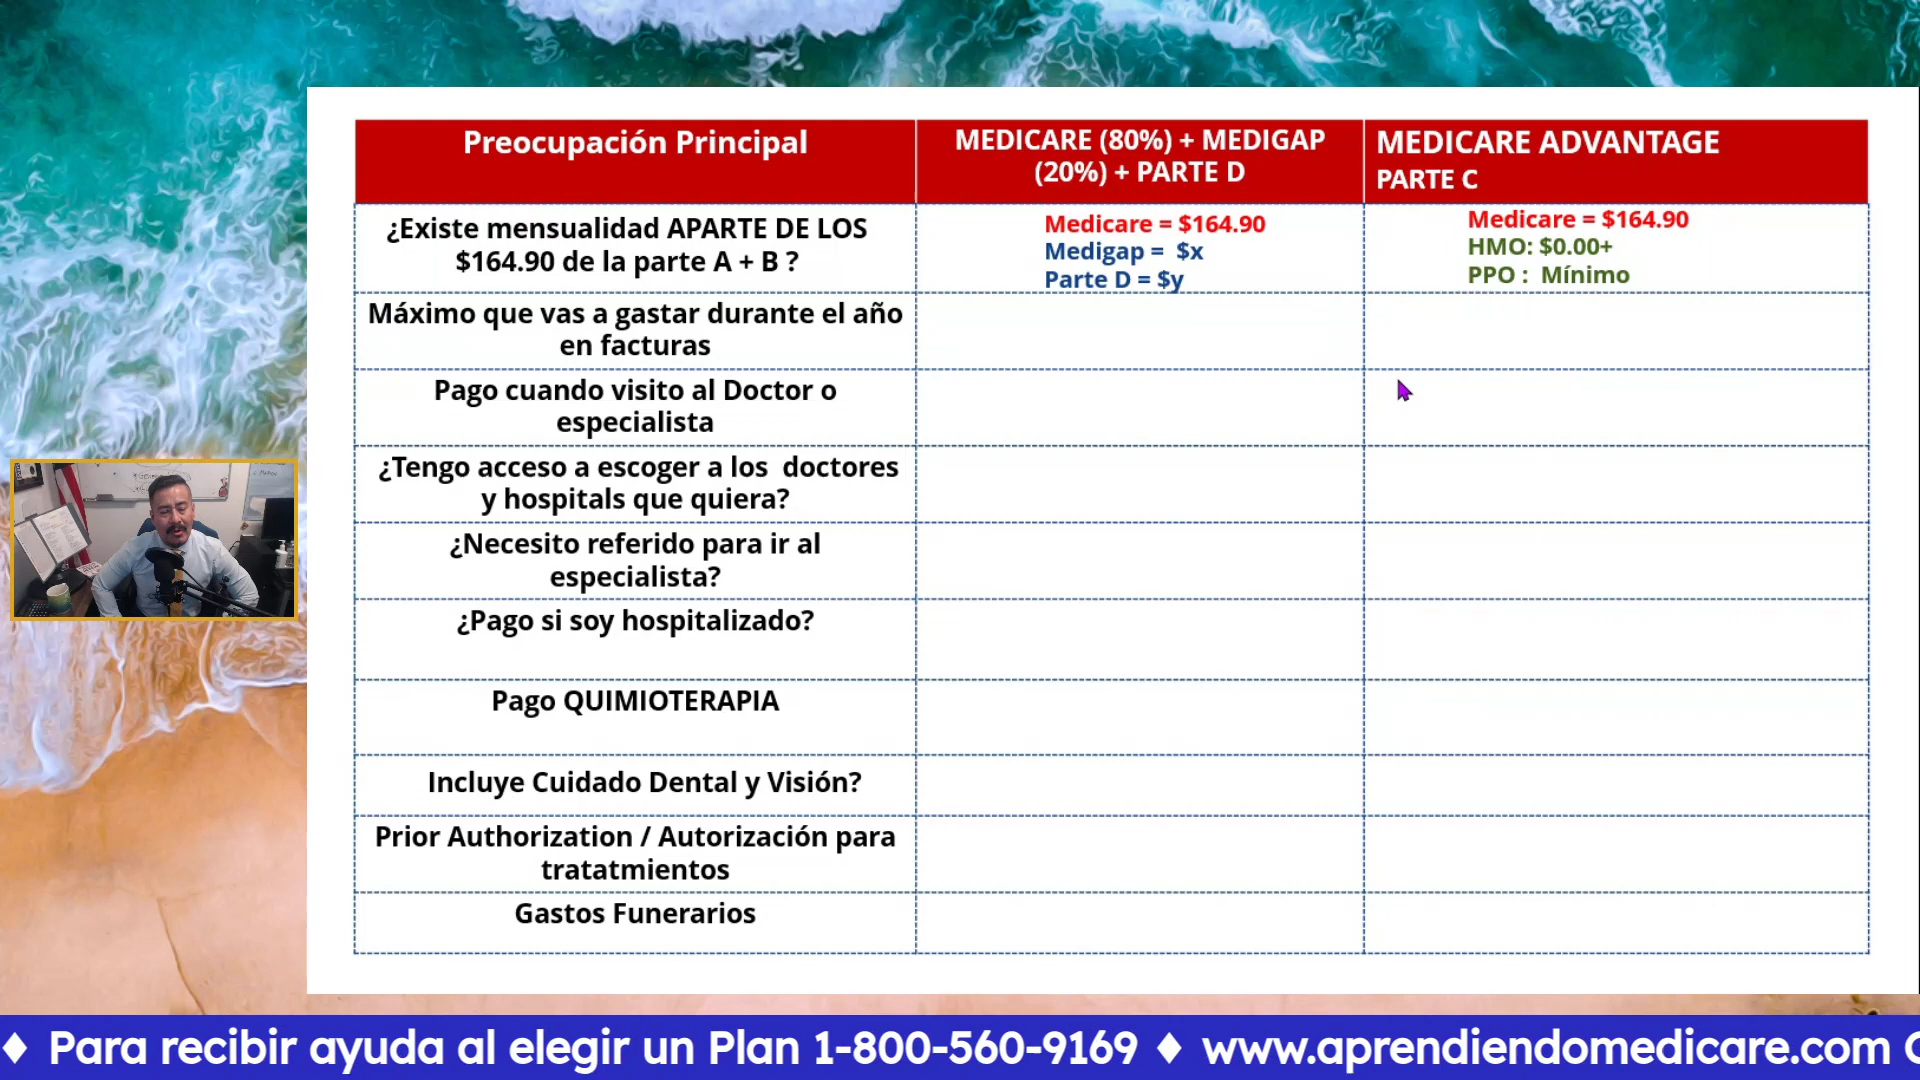 Preocupación Principal
MEDICARE (80%) + MEDIGAP
(20%) + PARTE D
MEDICARE ADVANTAGE
PARTE C
¿Existe mensualidad APARTE DE LOS
$164.90 de la parte A + B ?
Medicare = $164.90
Medigap =  $x
Parte D = $y
Medicare = $164.90
HMO: $0.00+
PPO :  Mínimo
Máximo que vas a gastar durante el año
en facturas
Pago cuando visito al Doctor o
especialista
¿Tengo acceso a escoger a los  doctores
y hospitals que quiera?
¿Necesito referido para ir al
especialista?
¿Pago si soy hospitalizado?
Pago QUIMIOTERAPIA
Incluye Cuidado Dental y Visión?
Prior Authorization / Autorización para
tratatmientos
Gastos Funerarios
♦ Para recibir ayuda al elegir un Plan 1-800-560-9169 ♦ www.aprendiendomedicare.com